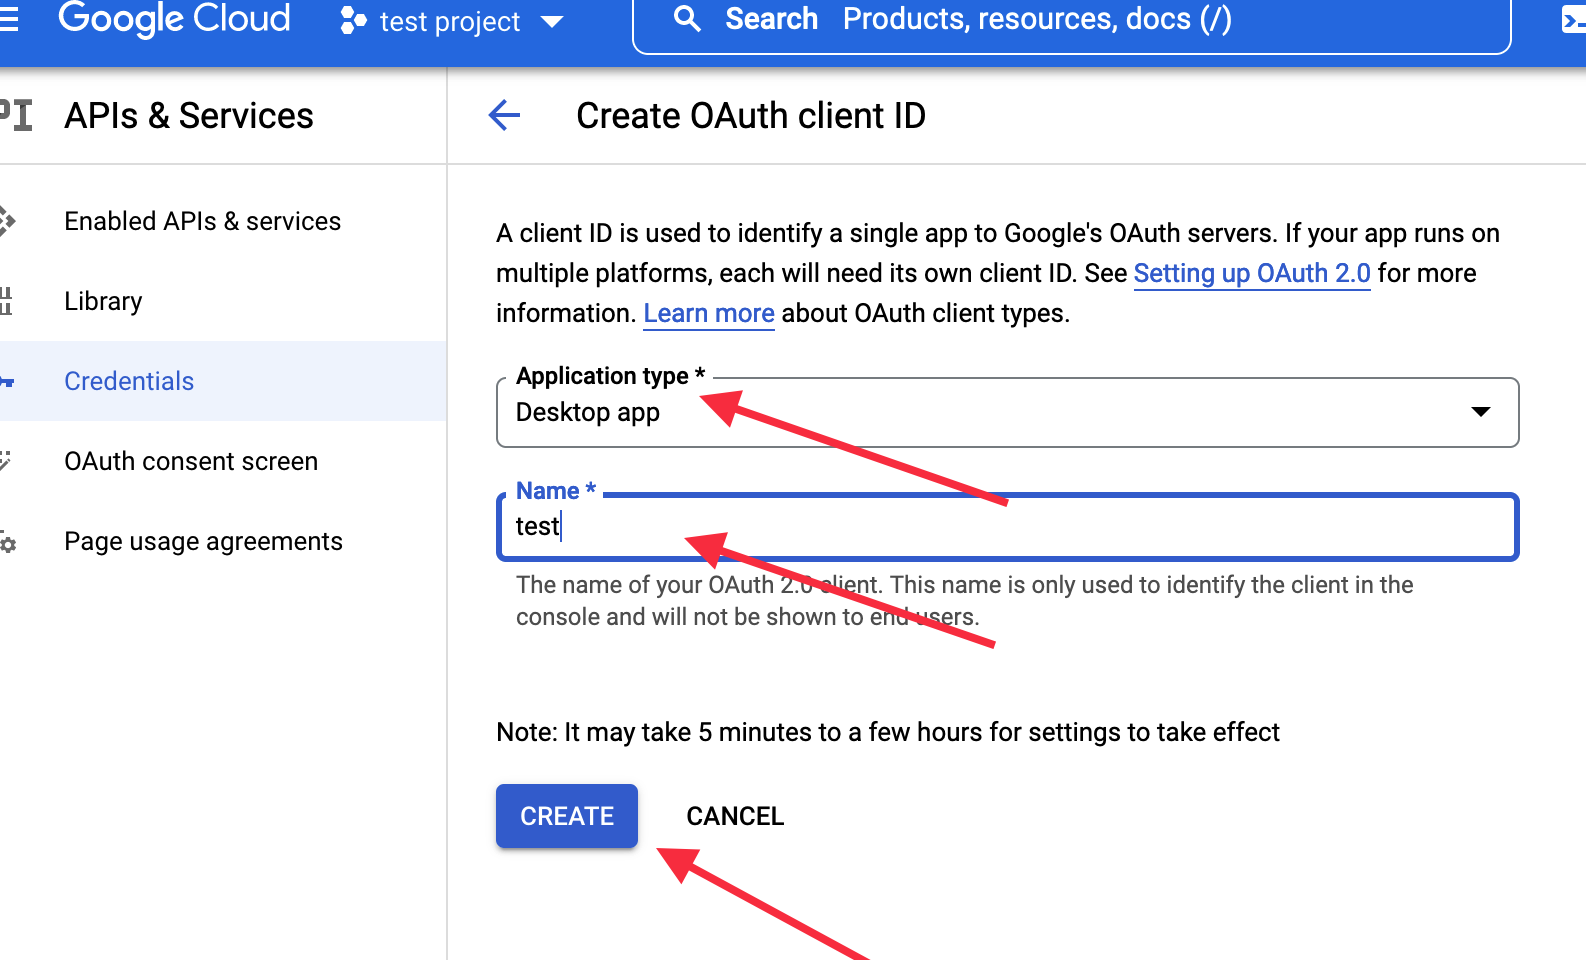 Google Cloud
test project
Search Products, resources, docs (/)
APIs & Services
Create OAuth client ID
Enabled APIs & services
Library
Credentials
OAuth consent screen
Page usage agreements
A client ID is used to identify a single app to Google's OAuth servers. If your app runs on
multiple platforms, each will need its own client ID. See Setting up OAuth 2.0 for more
information. Learn more about OAuth client types.
Application type *
Desktop app
Name *
test
The name of your OAuth 2.0 client. This name is only used to identify the client in the
console and will not be shown to end users.
Note: It may take 5 minutes to a few hours for settings to take effect
CREATE
CANCEL